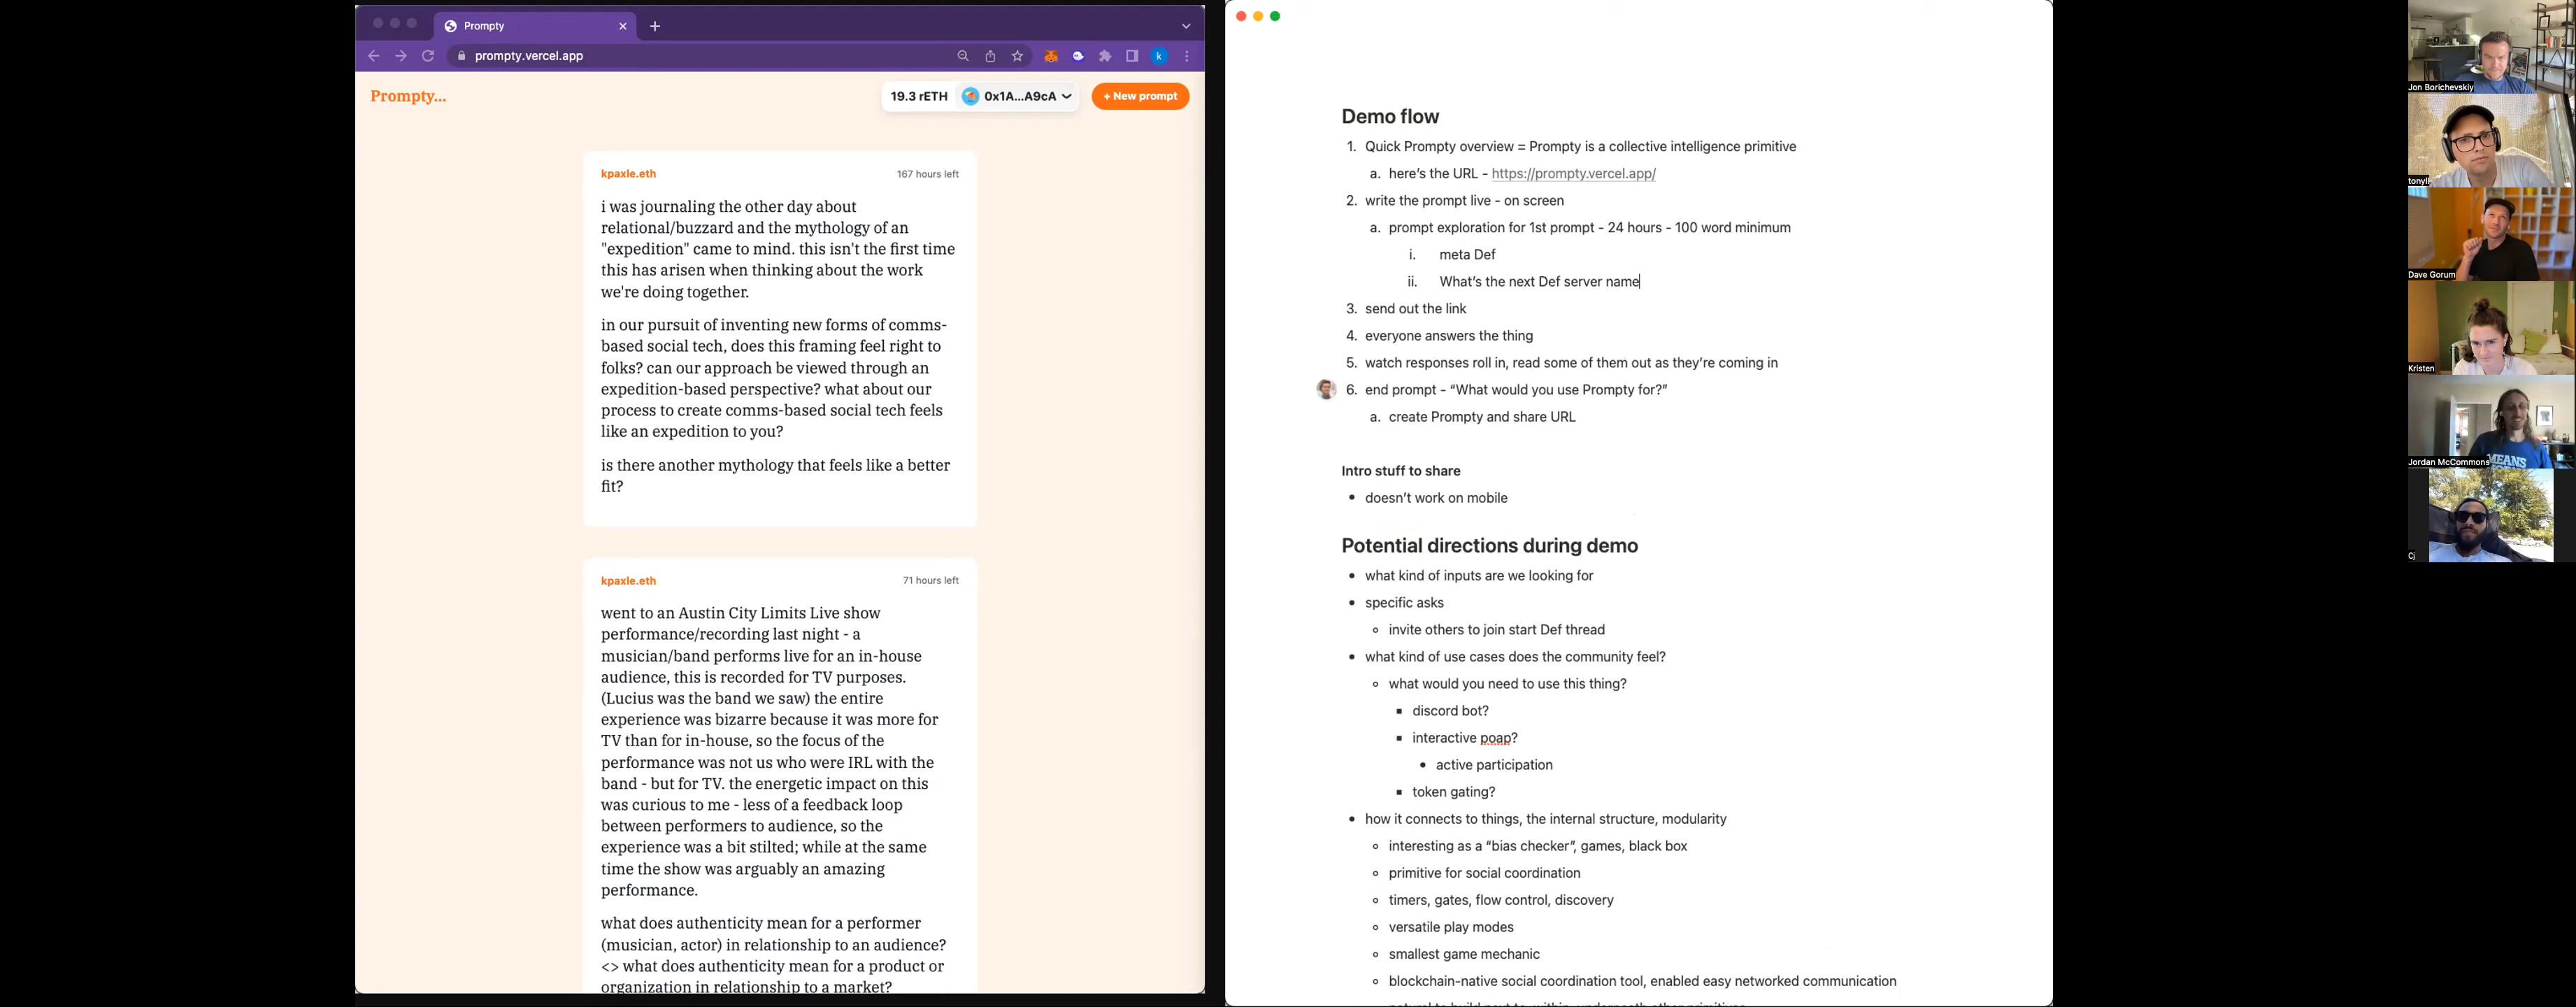 Prompty
prompty.vercel.app
k
Prompty...
19.3 rETH
0x1A...A9cA
+ New prompt
kpaxle.eth
167 hours left
i was journaling the other day about
relational/buzzard and the mythology of an
"expedition" came to mind. this isn't the first time
this has arisen when thinking about the work
we're doing together.
in our pursuit of inventing new forms of comms-
based social tech, does this framing feel right to
folks? can our approach be viewed through an
expedition-based perspective? what about our
process to create comms-based social tech feels
like an expedition to you?
is there another mythology that feels like a better
fit?
kpaxle.eth
71 hours left
went to an Austin City Limits Live show
performance/recording last night - a
musician/band performs live for an in-house
audience, this is recorded for TV purposes.
(Lucius was the band we saw) the entire
experience was bizarre because it was more for
TV than for in-house, so the focus of the
performance was not us who were IRL with the
band - but for TV. the energetic impact on this
was curious to me - less of a feedback loop
between performers to audience, so the
experience was a bit stilted; while at the same
time the show was arguably an amazing
performance.
what does authenticity mean for a performer
(musician, actor) in relationship to an audience?
<> what does authenticity mean for a product or
organization in relationship to a market?
Demo flow
1. Quick Prompty overview = Prompty is a collective intelligence primitive
a. here's the URL - https://prompty.vercel.app/
2. write the prompt live - on screen
a. prompt exploration for 1st prompt - 24 hours - 100 word minimum
i. meta Def
ii. What's the next Def server name
3. send out the link
4. everyone answers the thing
5. watch responses roll in, read some of them out as they're coming in
6. end prompt - “What would you use Prompty for?”
a. create Prompty and share URL
Intro stuff to share
• doesn't work on mobile
Potential directions during demo
• what kind of inputs are we looking for
• specific asks
◦ invite others to join start Def thread
• what kind of use cases does the community feel?
◦ what would you need to use this thing?
▪ discord bot?
▪ interactive poap?
• active participation
▪ token gating?
• how it connects to things, the internal structure, modularity
◦ interesting as a “bias checker”, games, black box
◦ primitive for social coordination
◦ timers, gates, flow control, discovery
◦ versatile play modes
◦ smallest game mechanic
◦ blockchain-native social coordination tool, enabled easy networked communication
Jon Borichevskiy
tonyll
Dave Gorum
Kristen
Jordan McCommons
MEANS
Cj